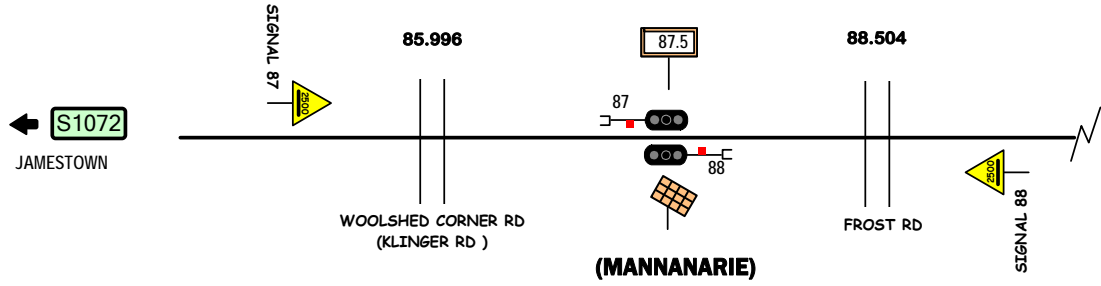 SIGNAL 87
2500
85.996
87.5
88.504
S1072
JAMESTOWN
87
88
WOOLSHED CORNER RD
(KLINGER RD )
FROST RD
2500
SIGNAL 88
(MANNANARIE)